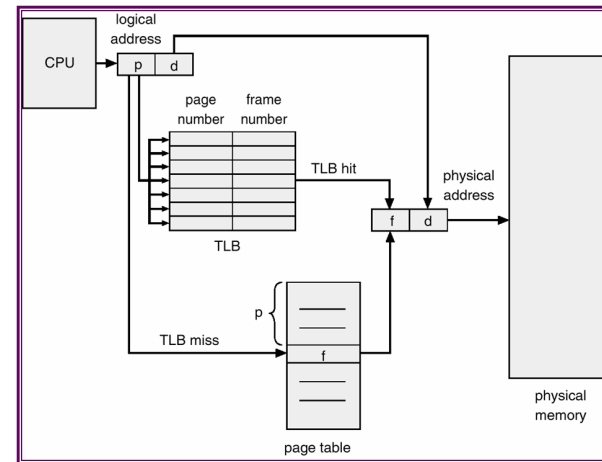 logical
address
CPU
p d
page
number
frame
number
TLB hit
physical
address
f d
TLB
p
TLB miss
f
page table
physical
memory